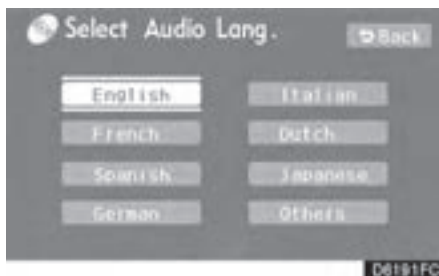 Select Audio Lang.
Back
English
Italian
French
Dutch
Spanish
Japanese
German
Others
D6191FC